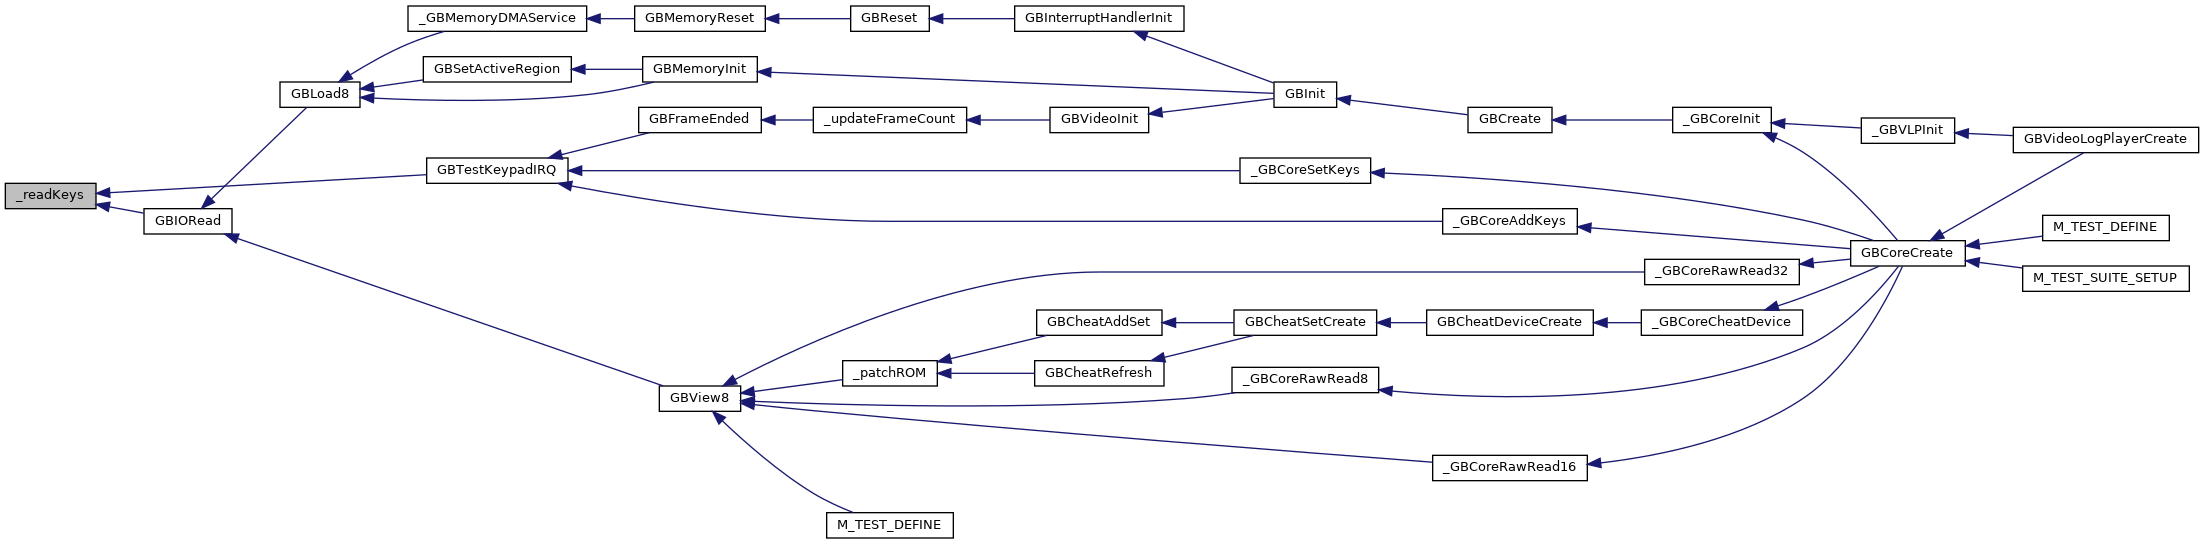 _GBMemoryDMAService
GBMemoryReset
GBReset
GBInterruptHandlerInit
GBSetActiveRegion
GBMemoryInit
GBLoad8
GBInit
GBFrameEnded
_updateFrameCount
GBVideoInit
GBCreate
_GBCoreInit
_GBVLPInit
GBVideoLogPlayerCreate
GBTestKeypadIRQ
_GBCoreSetKeys
_readKeys
GBIORead
_GBCoreAddKeys
M_TEST_DEFINE
GBCoreCreate
_GBCoreRawRead32
M_TEST_SUITE_SETUP
GBCheatAddSet
GBCheatSetCreate
GBCheatDeviceCreate
_GBCoreCheatDevice
_patchROM
GBCheatRefresh
_GBCoreRawRead8
GBView8
_GBCoreRawRead16
M_TEST_DEFINE